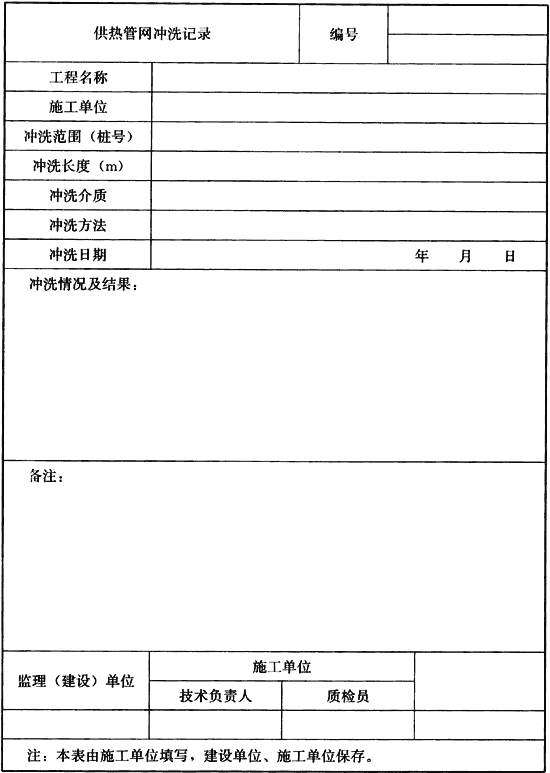 供热管网冲洗记录 编号
工程名称
施工单位
冲洗范围（桩号）
冲洗长度（m）
冲洗介质
冲洗方法
冲洗日期 年 月 日
冲洗情况及结果：
备注：
监理（建设）单位 施工单位
技术负责人 质检员
注：本表由施工单位填写，建设单位、施工单位保存。